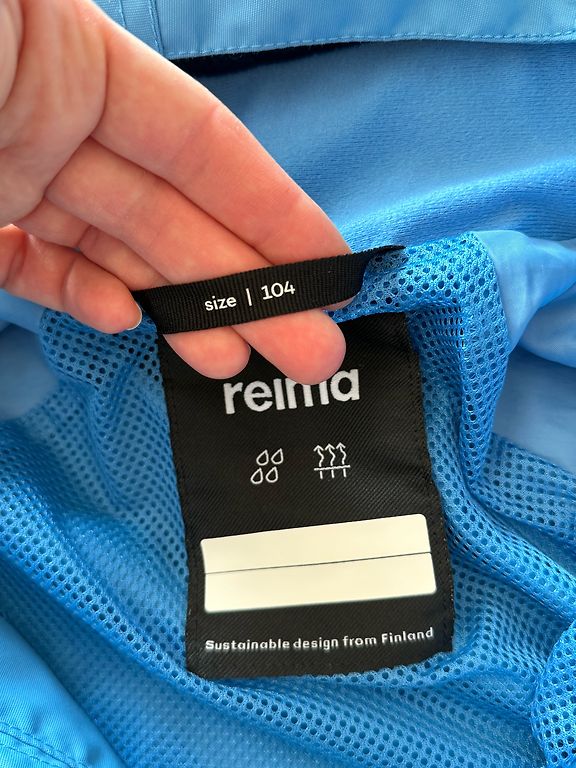 size | 104
reima
Sustainable design from Finland